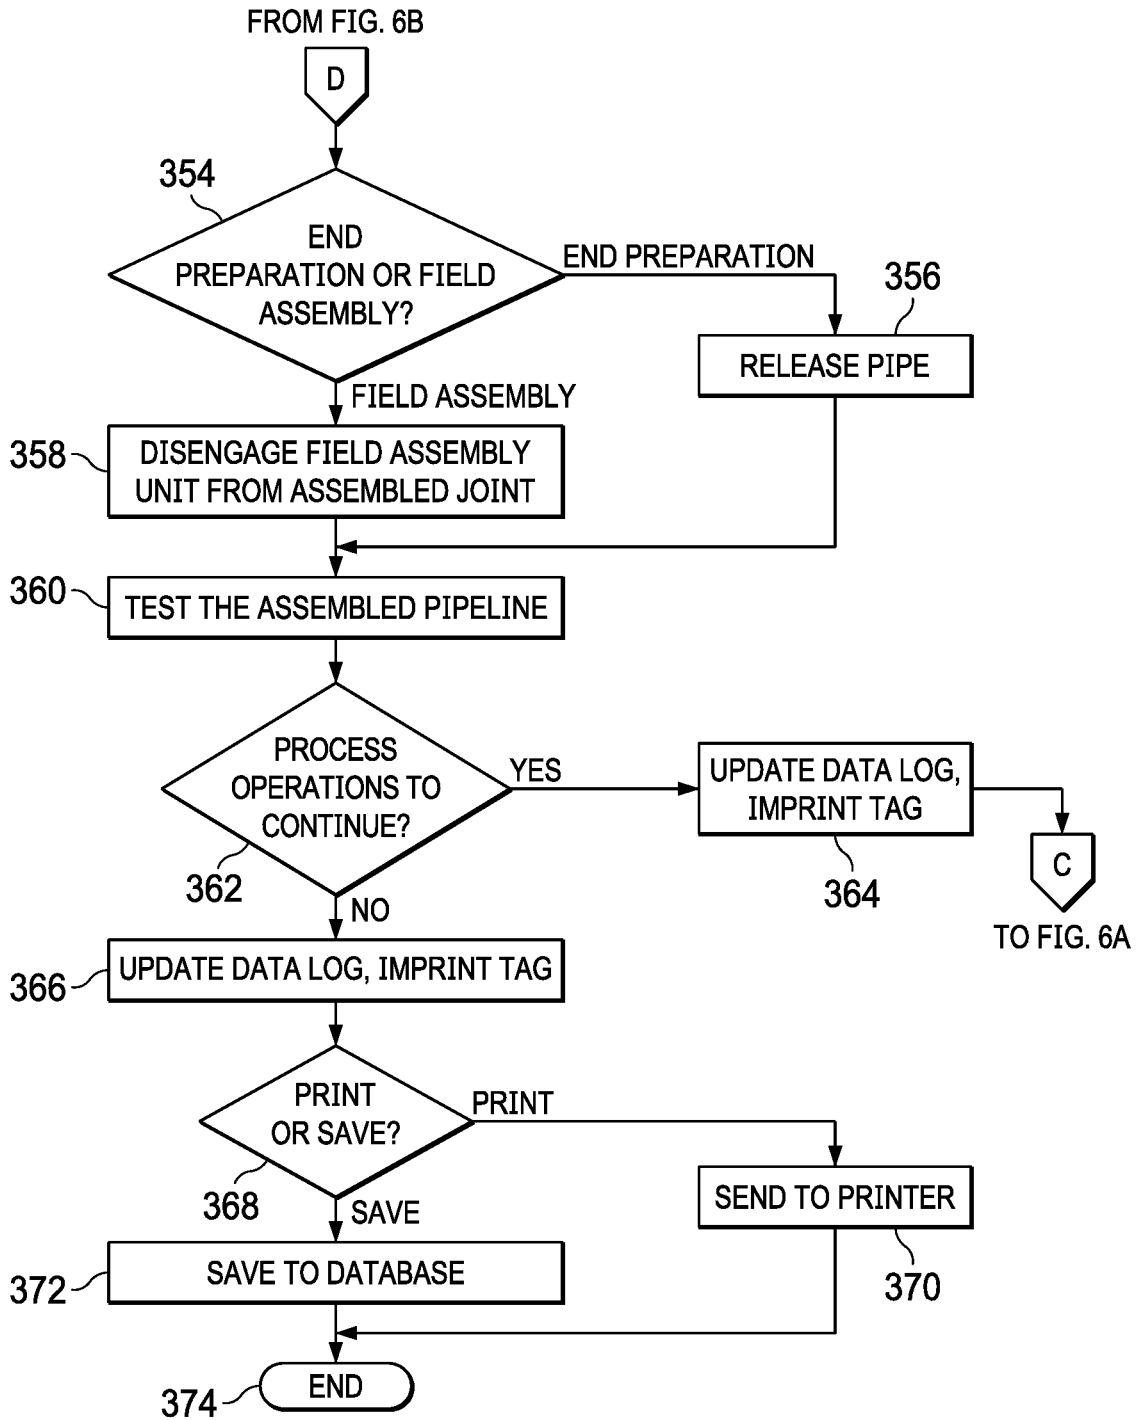 FROM FIG. 6B
D
354
END
PREPARATION OR FIELD
ASSEMBLY?
END PREPARATION
356
RELEASE PIPE
FIELD ASSEMBLY
358
DISENGAGE FIELD ASSEMBLY
UNIT FROM ASSEMBLED JOINT
360
TEST THE ASSEMBLED PIPELINE
PROCESS
OPERATIONS TO
CONTINUE?
362
YES
UPDATE DATA LOG,
IMPRINT TAG
364
C
TO FIG. 6A
NO
366
UPDATE DATA LOG, IMPRINT TAG
PRINT
OR SAVE?
368
PRINT
SEND TO PRINTER
370
SAVE
372
SAVE TO DATABASE
374
END